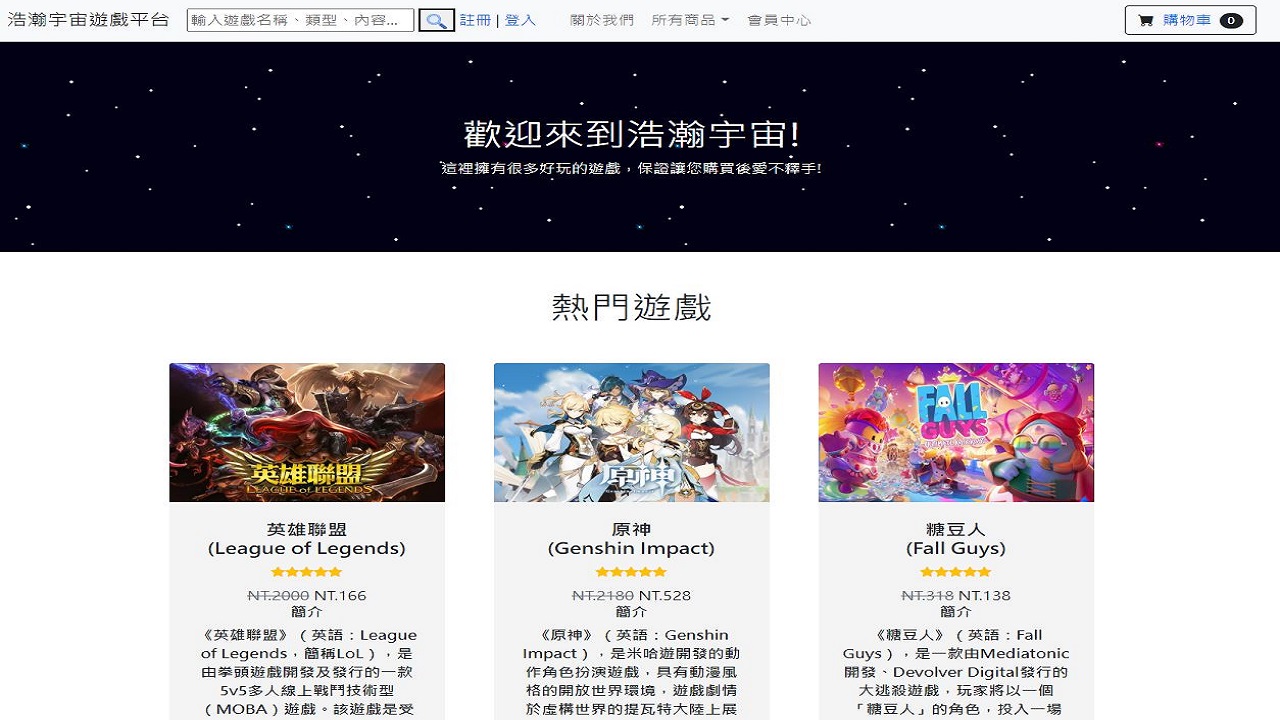 浩瀚宇宙遊戲平台 輸入遊戲名稱、類型、內容... 註冊 | 登入 關於我們 所有商品 會員中心 購物車 0
歡迎來到浩瀚宇宙!
這裡擁有很多好玩的遊戲，保證讓您購買後愛不釋手!
熱門遊戲
英雄聯盟
LEAGUE of LEGENDS
英雄聯盟
(League of Legends)
NT.2000 NT.166
簡介
《英雄聯盟》（英語：League
of Legends，簡稱LoL），是
由拳頭遊戲開發及發行的一款
5v5多人線上戰鬥技術型
（MOBA）遊戲。該遊戲是受
原神
原神
(Genshin Impact)
NT.2180 NT.528
簡介
《原神》（英語：Genshin
Impact），是米哈遊開發的動
作角色扮演遊戲，具有動漫風
格的開放世界環境，遊戲劇情
於虛構世界的提瓦特大陸上展
FALL
GUYS
糖豆人
(Fall Guys)
NT.318 NT.138
簡介
《糖豆人》（英語：Fall
Guys），是一款由Mediatonic
開發、Devolver Digital發行的
大逃殺遊戲，玩家將以一個
「糖豆人」的角色，投入一場